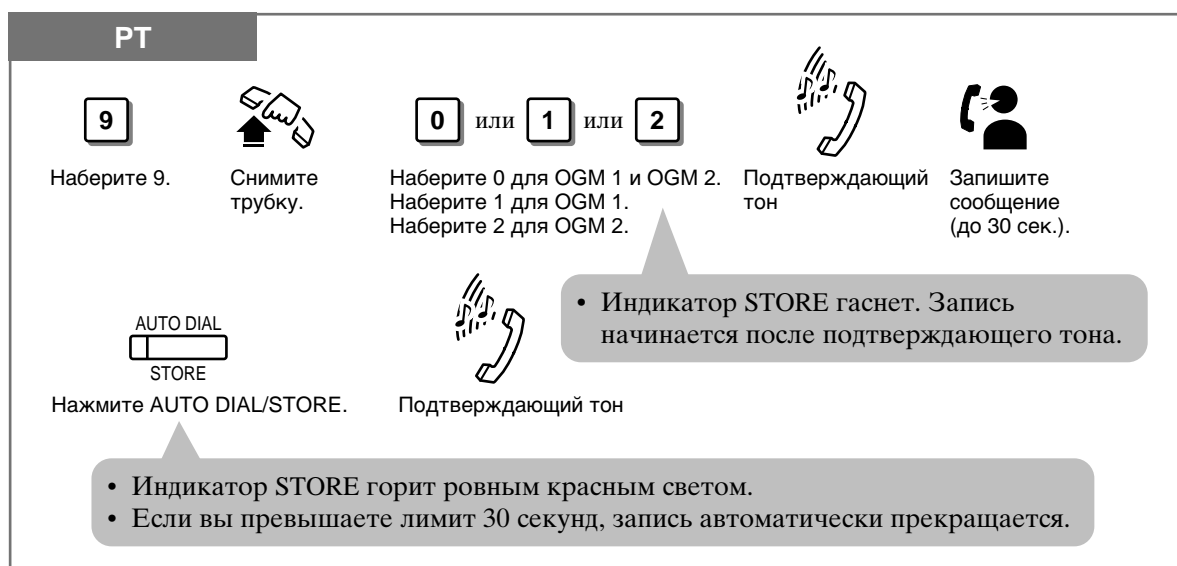 РТ
9
0 или 1 или 2
Наберите 9.
Снимите
трубку.
Наберите 0 для OGM 1 и OGM 2.
Наберите 1 для OGM 1.
Наберите 2 для OGM 2.
Подтверждающий
тон
Запишите
сообщение
(до 30 сек.).
• Индикатор STORE гаснет. Запись
начинается после подтверждающего тона.
AUTO DIAL
STORE
Нажмите AUTO DIAL/STORE.
Подтверждающий тон
• Индикатор STORE горит ровным красным светом.
• Если вы превышаете лимит 30 секунд, запись автоматически прекращается.